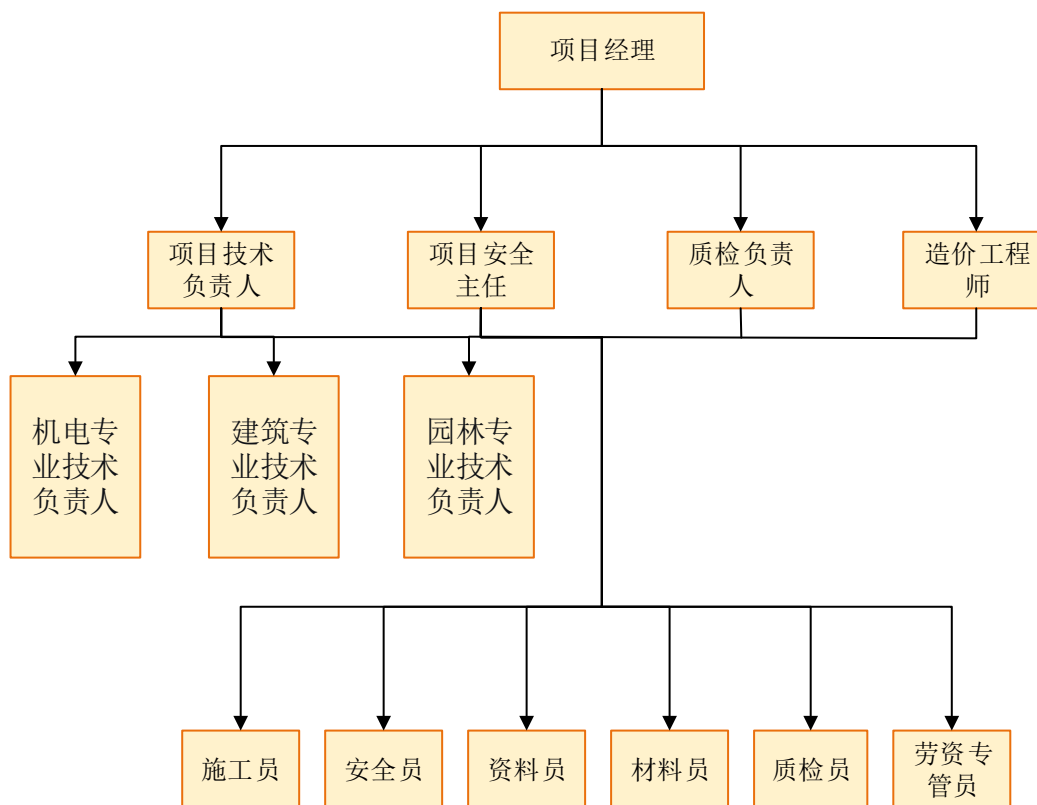 项目经理
项目技术
负责人
项目安全
主任
质检负责
人
造价工程
师
机电专
业技术
负责人
建筑专
业技术
负责人
园林专
业技术
负责人
施工员
安全员
资料员
材料员
质检员
劳资专
管员